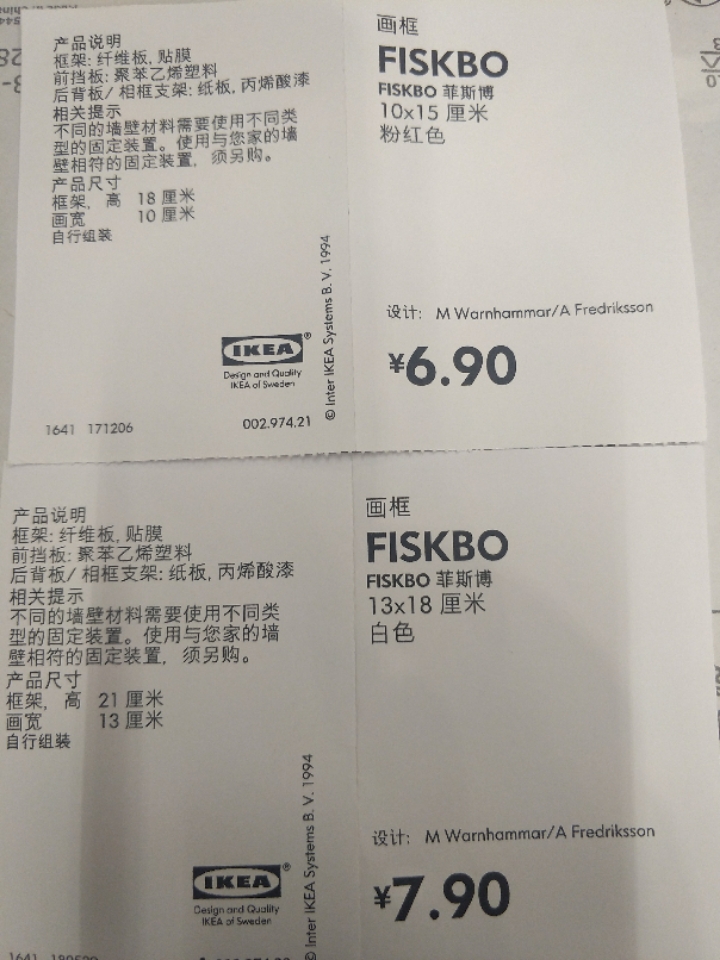 产品说明
框架: 纤维板, 贴膜
前挡板: 聚苯乙烯塑料
后背板/ 相框支架: 纸板, 丙烯酸漆
相关提示
不同的墙壁材料需要使用不同类
型的固定装置。使用与您家的墙
壁相符的固定装置, 须另购。
产品尺寸
框架, 高 18 厘米
画宽 10 厘米
自行组装
© Inter IKEA Systems B. V. 1994
IKEA®
Design and Quality
IKEA of Sweden
1641 171206 002.974.21
画框
FISKBO
FISKBO 菲斯博
10x15 厘米
粉红色
设计: M Warnhammar/A Fredriksson
¥6.90
产品说明
框架: 纤维板, 贴膜
前挡板: 聚苯乙烯塑料
后背板/ 相框支架: 纸板, 丙烯酸漆
相关提示
不同的墙壁材料需要使用不同类
型的固定装置。使用与您家的墙
壁相符的固定装置, 须另购。
产品尺寸
框架, 高 21 厘米
画宽 13 厘米
自行组装
© Inter IKEA Systems B. V. 1994
IKEA®
Design and Quality
IKEA of Sweden
1641
画框
FISKBO
FISKBO 菲斯博
13x18 厘米
白色
设计: M Warnhammar/A Fredriksson
¥7.90